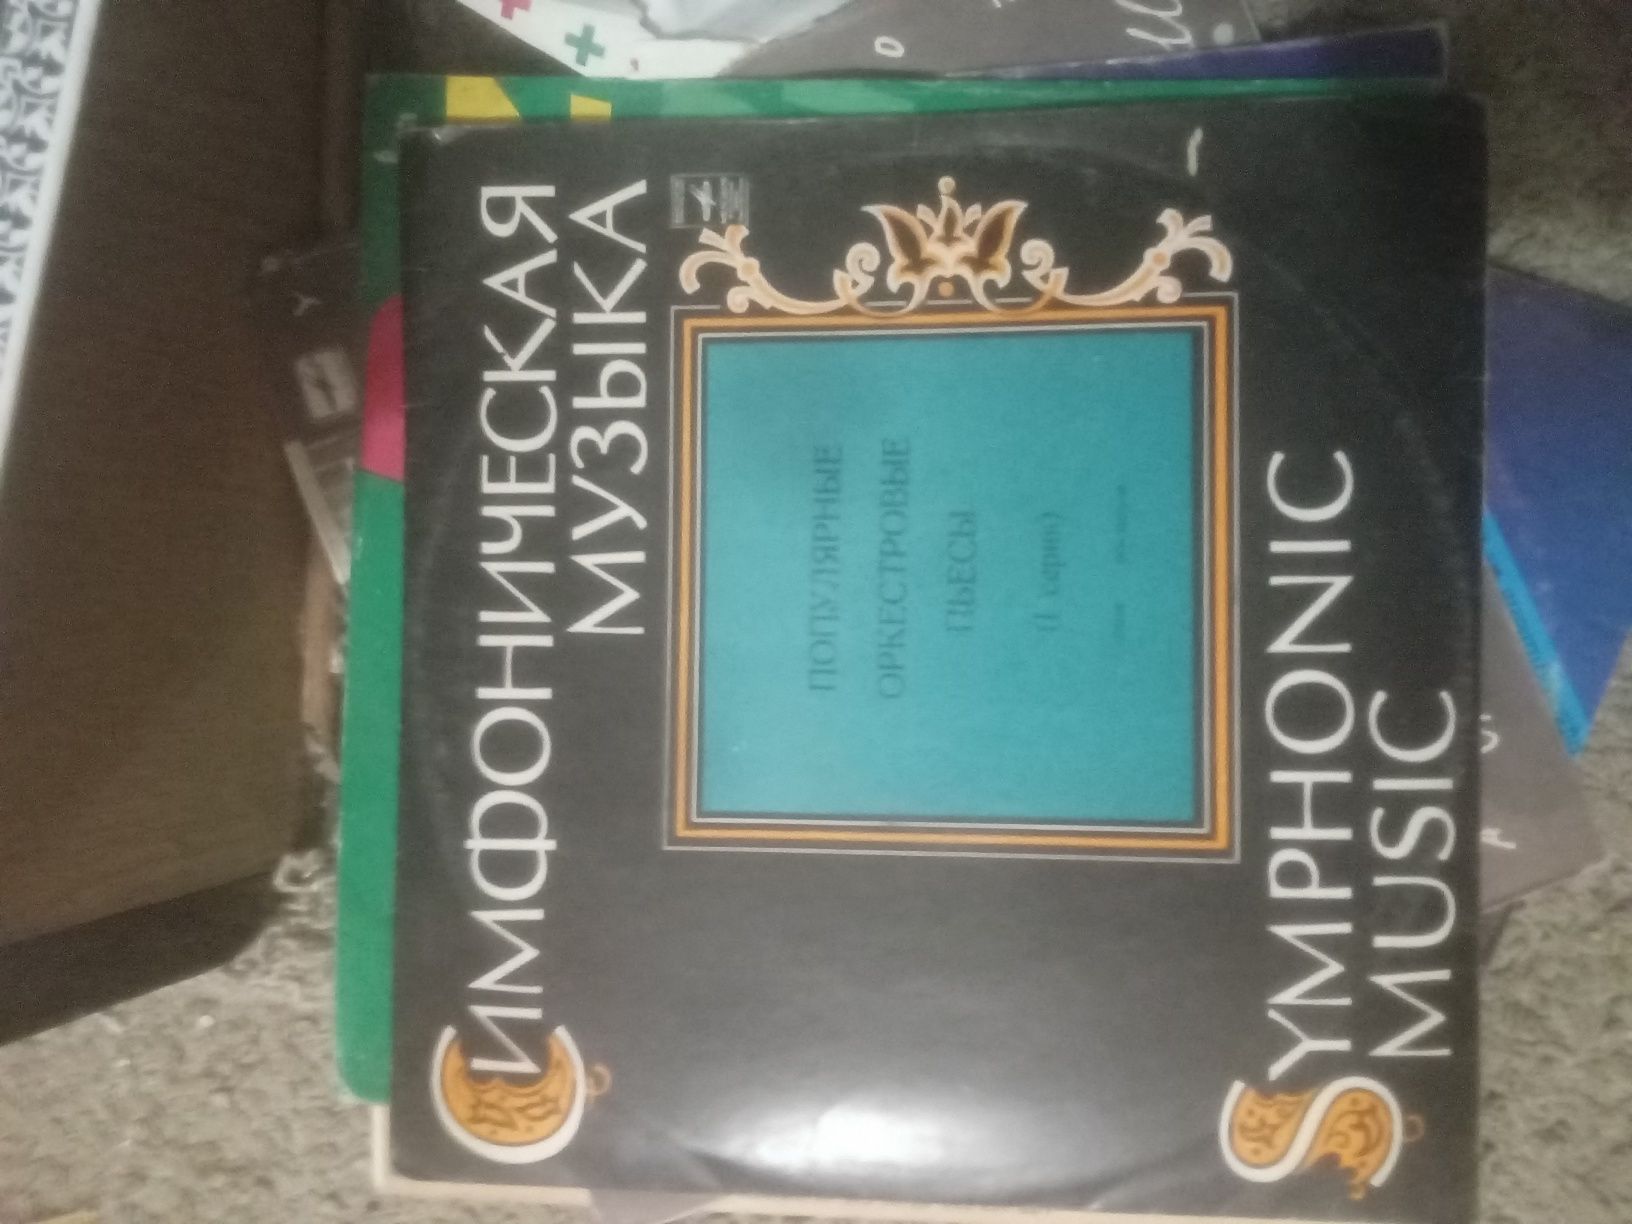 Симфоническая
музыка
ПОПУЛЯРНЫЕ
ОРКЕСТРОВЫЕ
ПЬЕСЫ
Symphonic
music